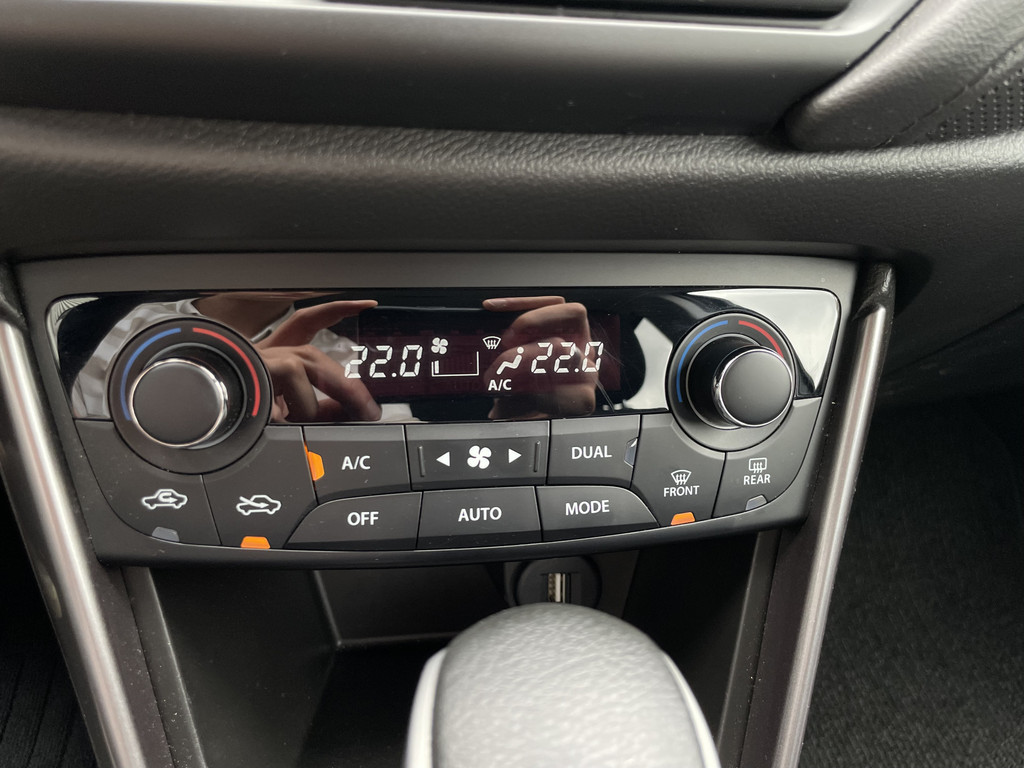 22.0 22.0
A/C
A/C
DUAL
FRONT
REAR
OFF
AUTO
MODE